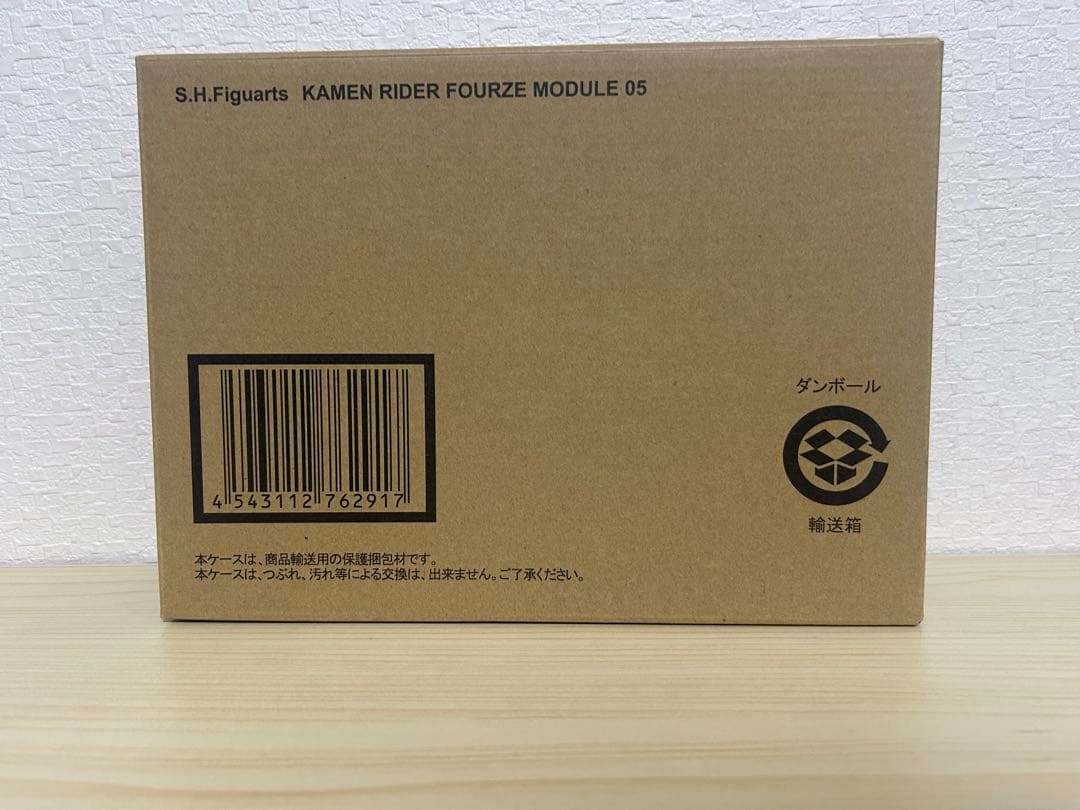 S.H.Figuarts KAMEN RIDER FOURZE MODULE 05
ダンボール
輸送箱
4 543112 762917
本ケースは、商品輸送用の保護梱包材です。
本ケースは、つぶれ、汚れ等による交換は、出来ません。ご了承ください。